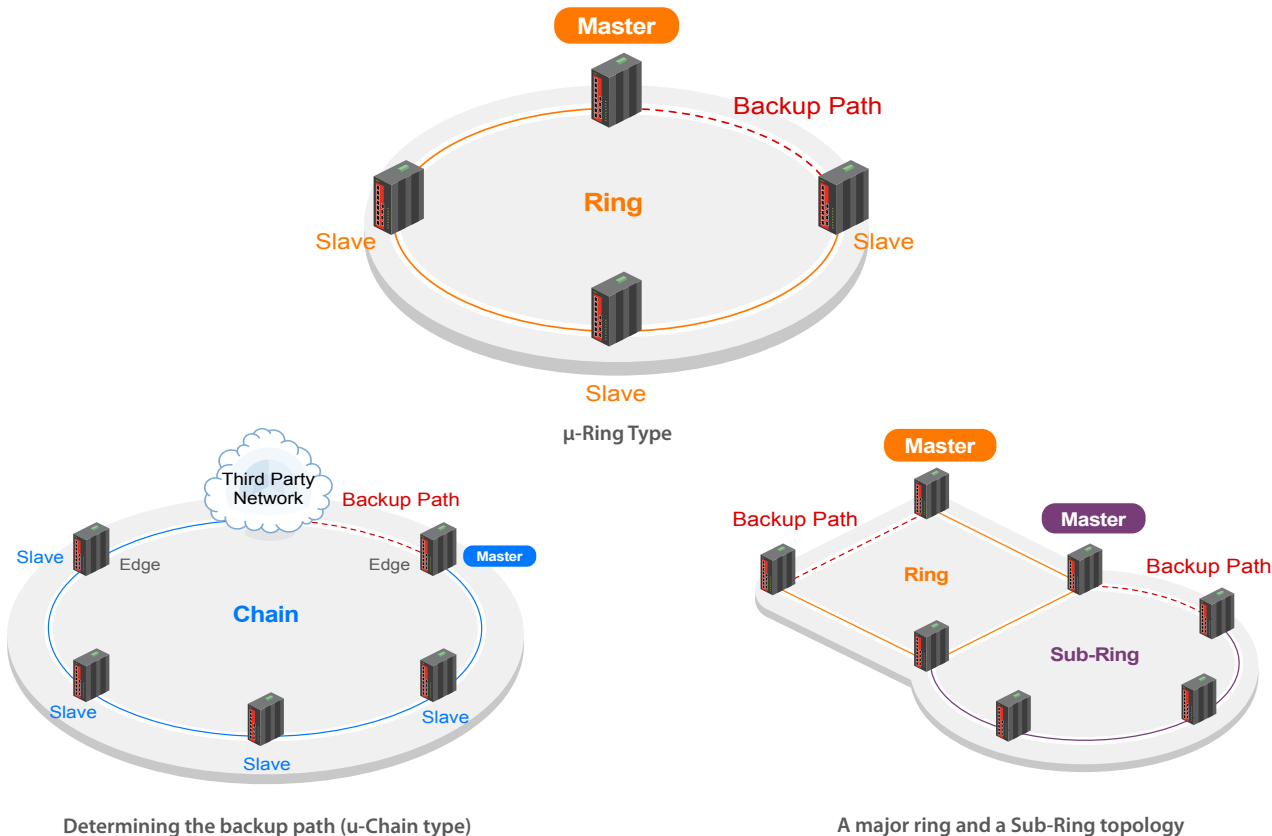 Master
Backup Path
Ring
Slave
Slave
Slave
μ-Ring Type
Third Party
Network
Backup Path
Slave
Edge
Edge
Master
Chain
Slave
Slave
Slave
Determining the backup path (u-Chain type)
Master
Backup Path
Master
Ring
Backup Path
Sub-Ring
A major ring and a Sub-Ring topology